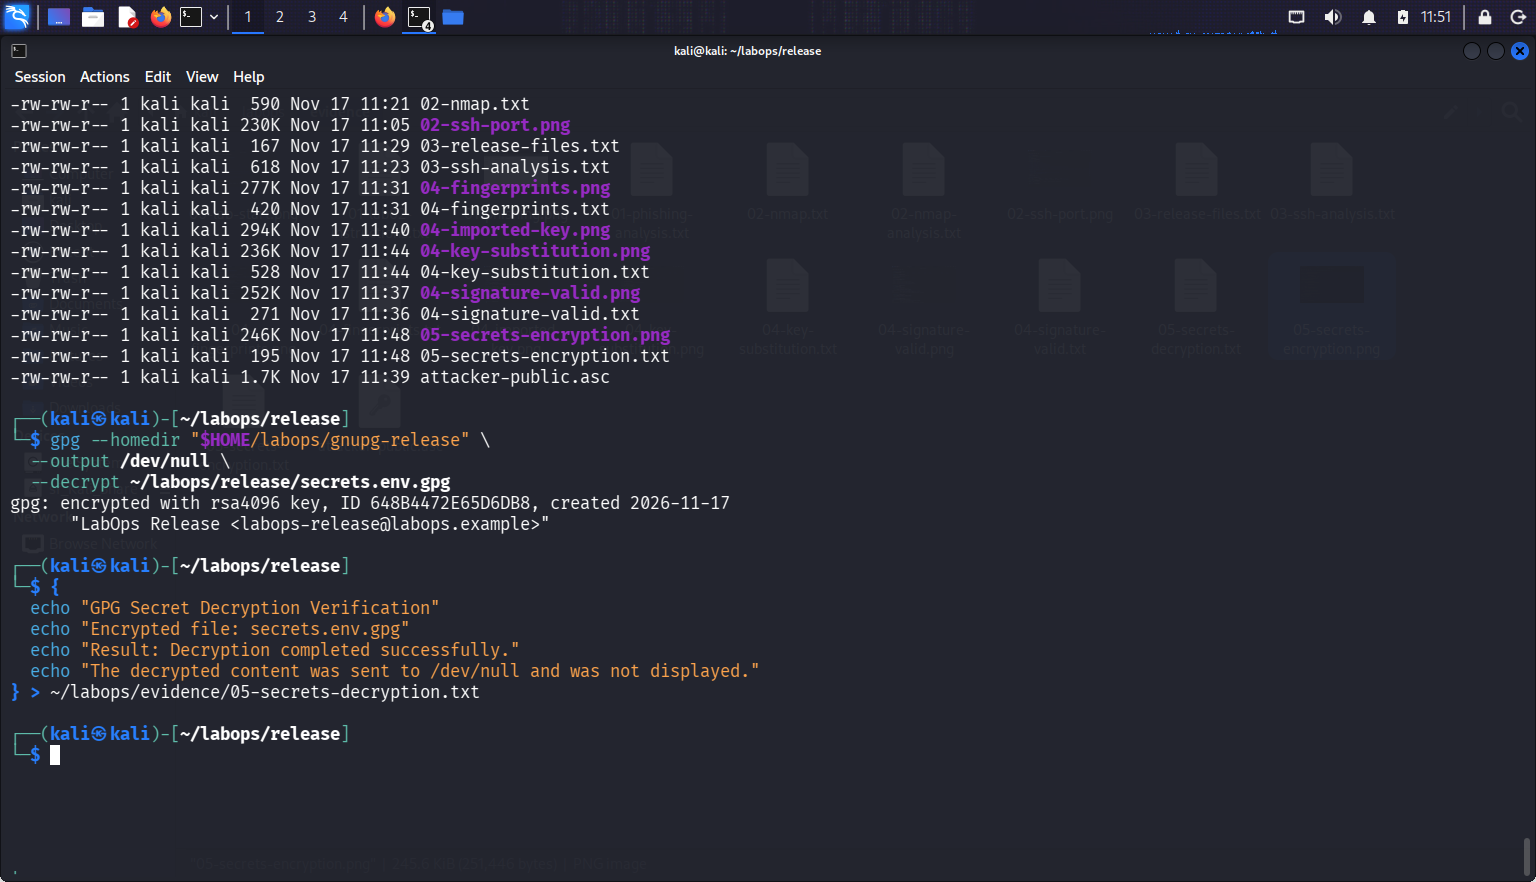 1 2 3 4 4 11:51
kali@kali: ~/labops/release
Session Actions Edit View Help
-rw-rw-r-- 1 kali kali  590 Nov 17 11:21 02-nmap.txt
-rw-rw-r-- 1 kali kali 230K Nov 17 11:05 02-ssh-port.png
-rw-rw-r-- 1 kali kali  167 Nov 17 11:29 03-release-files.txt
-rw-rw-r-- 1 kali kali  618 Nov 17 11:23 03-ssh-analysis.txt
-rw-rw-r-- 1 kali kali 277K Nov 17 11:31 04-fingerprints.png
-rw-rw-r-- 1 kali kali  420 Nov 17 11:31 04-fingerprints.txt
-rw-rw-r-- 1 kali kali 294K Nov 17 11:40 04-imported-key.png
-rw-rw-r-- 1 kali kali 236K Nov 17 11:44 04-key-substitution.png
-rw-rw-r-- 1 kali kali  528 Nov 17 11:44 04-key-substitution.txt
-rw-rw-r-- 1 kali kali 252K Nov 17 11:37 04-signature-valid.png
-rw-rw-r-- 1 kali kali  271 Nov 17 11:36 04-signature-valid.txt
-rw-rw-r-- 1 kali kali 246K Nov 17 11:48 05-secrets-encryption.png
-rw-rw-r-- 1 kali kali  195 Nov 17 11:48 05-secrets-encryption.txt
-rw-rw-r-- 1 kali kali 1.7K Nov 17 11:39 attacker-public.asc
┌──(kali㉿kali)-[~/labops/release]
└─$ gpg --homedir "$HOME/labops/gnupg-release" \
  --output /dev/null \
  --decrypt ~/labops/release/secrets.env.gpg
gpg: encrypted with rsa4096 key, ID 648B4472E65D6DB8, created 2026-11-17
      "LabOps Release <labops-release@labops.example>"
┌──(kali㉿kali)-[~/labops/release]
└─$ {
  echo "GPG Secret Decryption Verification"
  echo "Encrypted file: secrets.env.gpg"
  echo "Result: Decryption completed successfully."
  echo "The decrypted content was sent to /dev/null and was not displayed."
} > ~/labops/evidence/05-secrets-decryption.txt
┌──(kali㉿kali)-[~/labops/release]
└─$